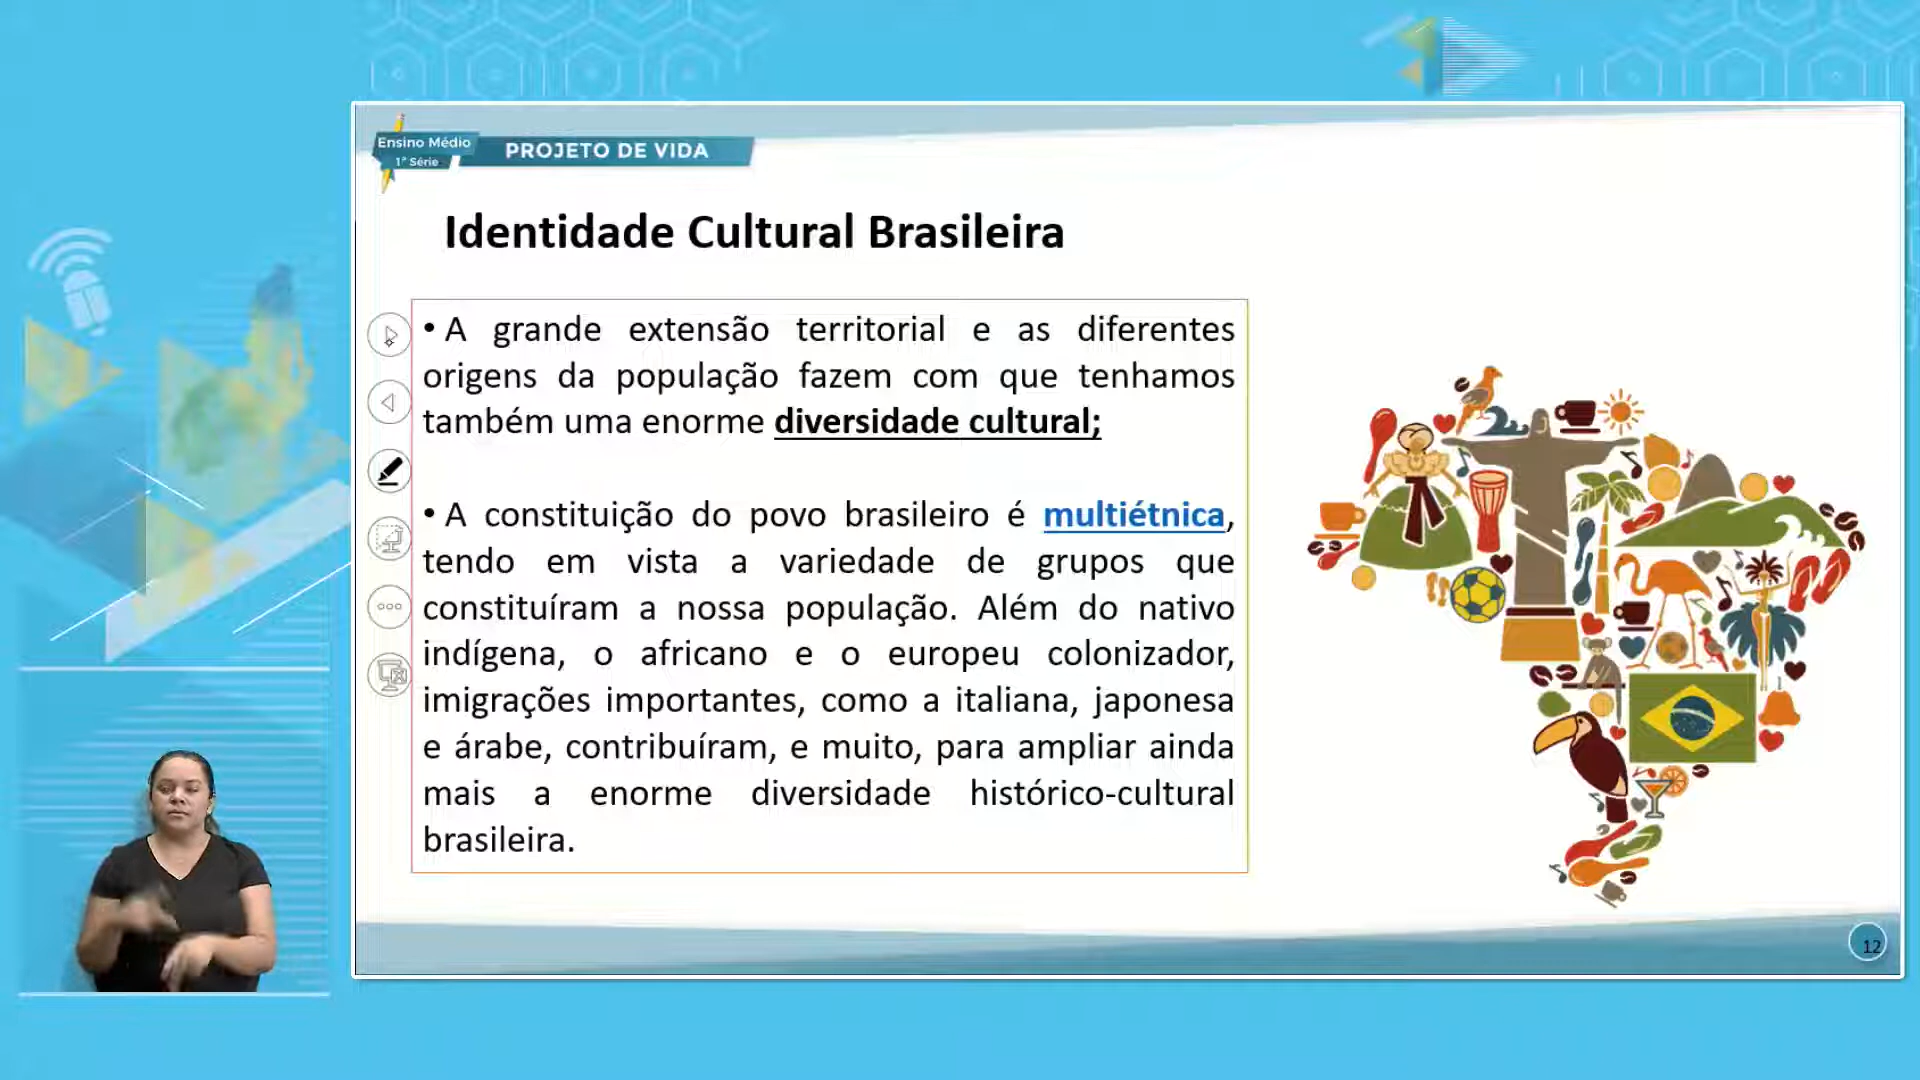 Ensino Médio
1ª Série
PROJETO DE VIDA
Identidade Cultural Brasileira
• A grande extensão territorial e as diferentes
origens da população fazem com que tenhamos
também uma enorme diversidade cultural;
• A constituição do povo brasileiro é multiétnica,
tendo em vista a variedade de grupos que
constituíram a nossa população. Além do nativo
indígena, o africano e o europeu colonizador,
imigrações importantes, como a italiana, japonesa
e árabe, contribuíram, e muito, para ampliar ainda
mais a enorme diversidade histórico-cultural
brasileira.
12